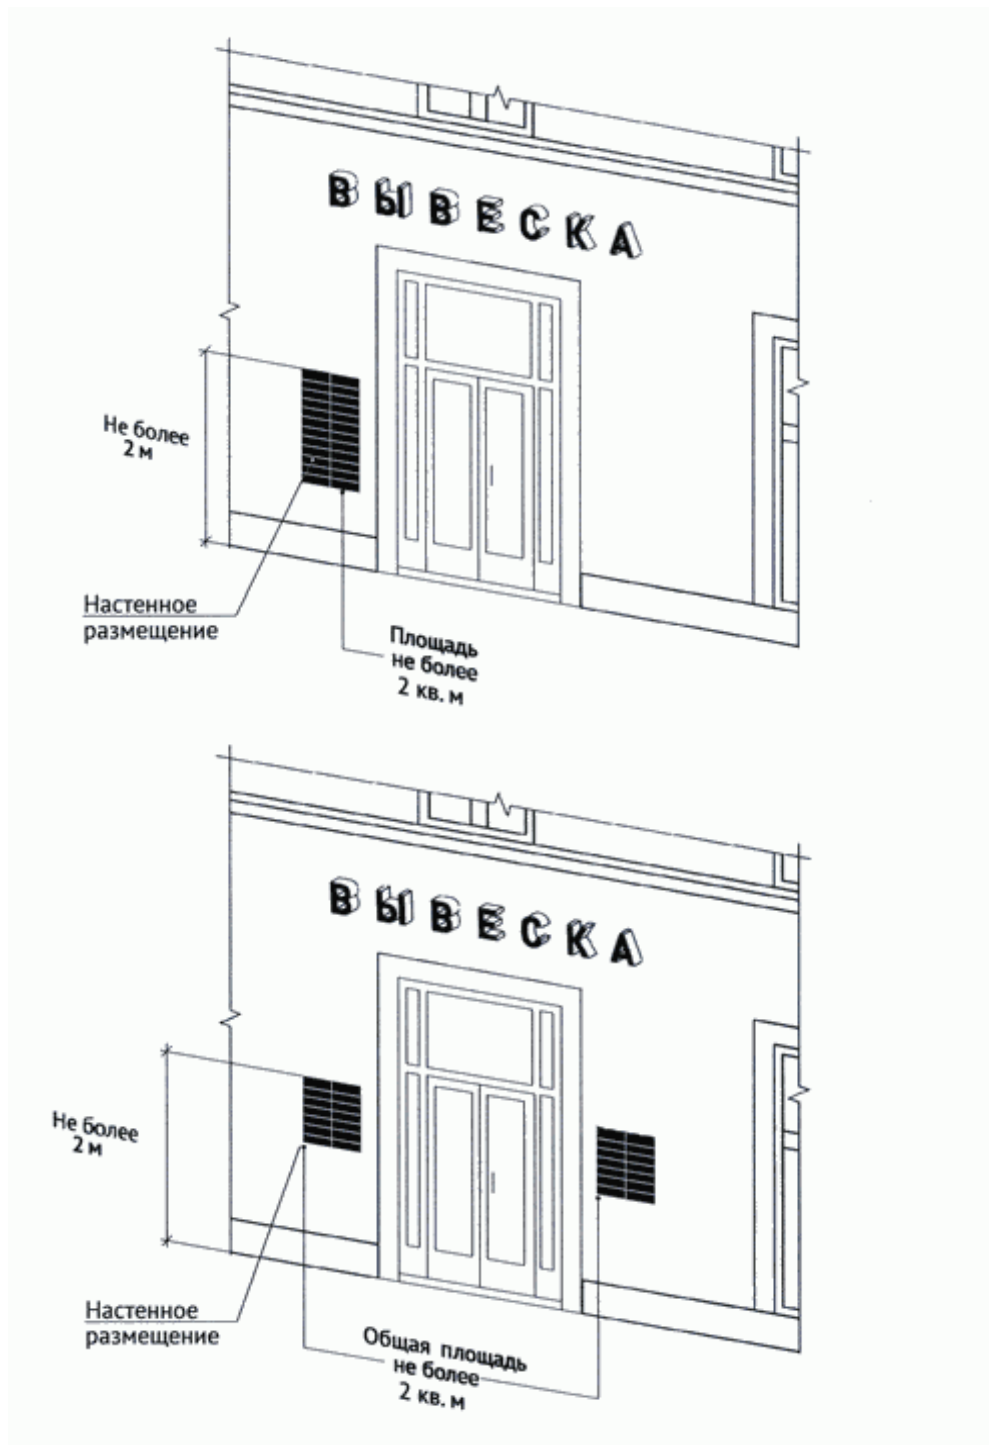 ВЫВЕСКА
Не более
2 м
Настенное
размещение
Площадь
не более
2 кв. м
ВЫВЕСКА
Не более
2 м
Настенное
размещение
Общая площадь
не более
2 кв. м